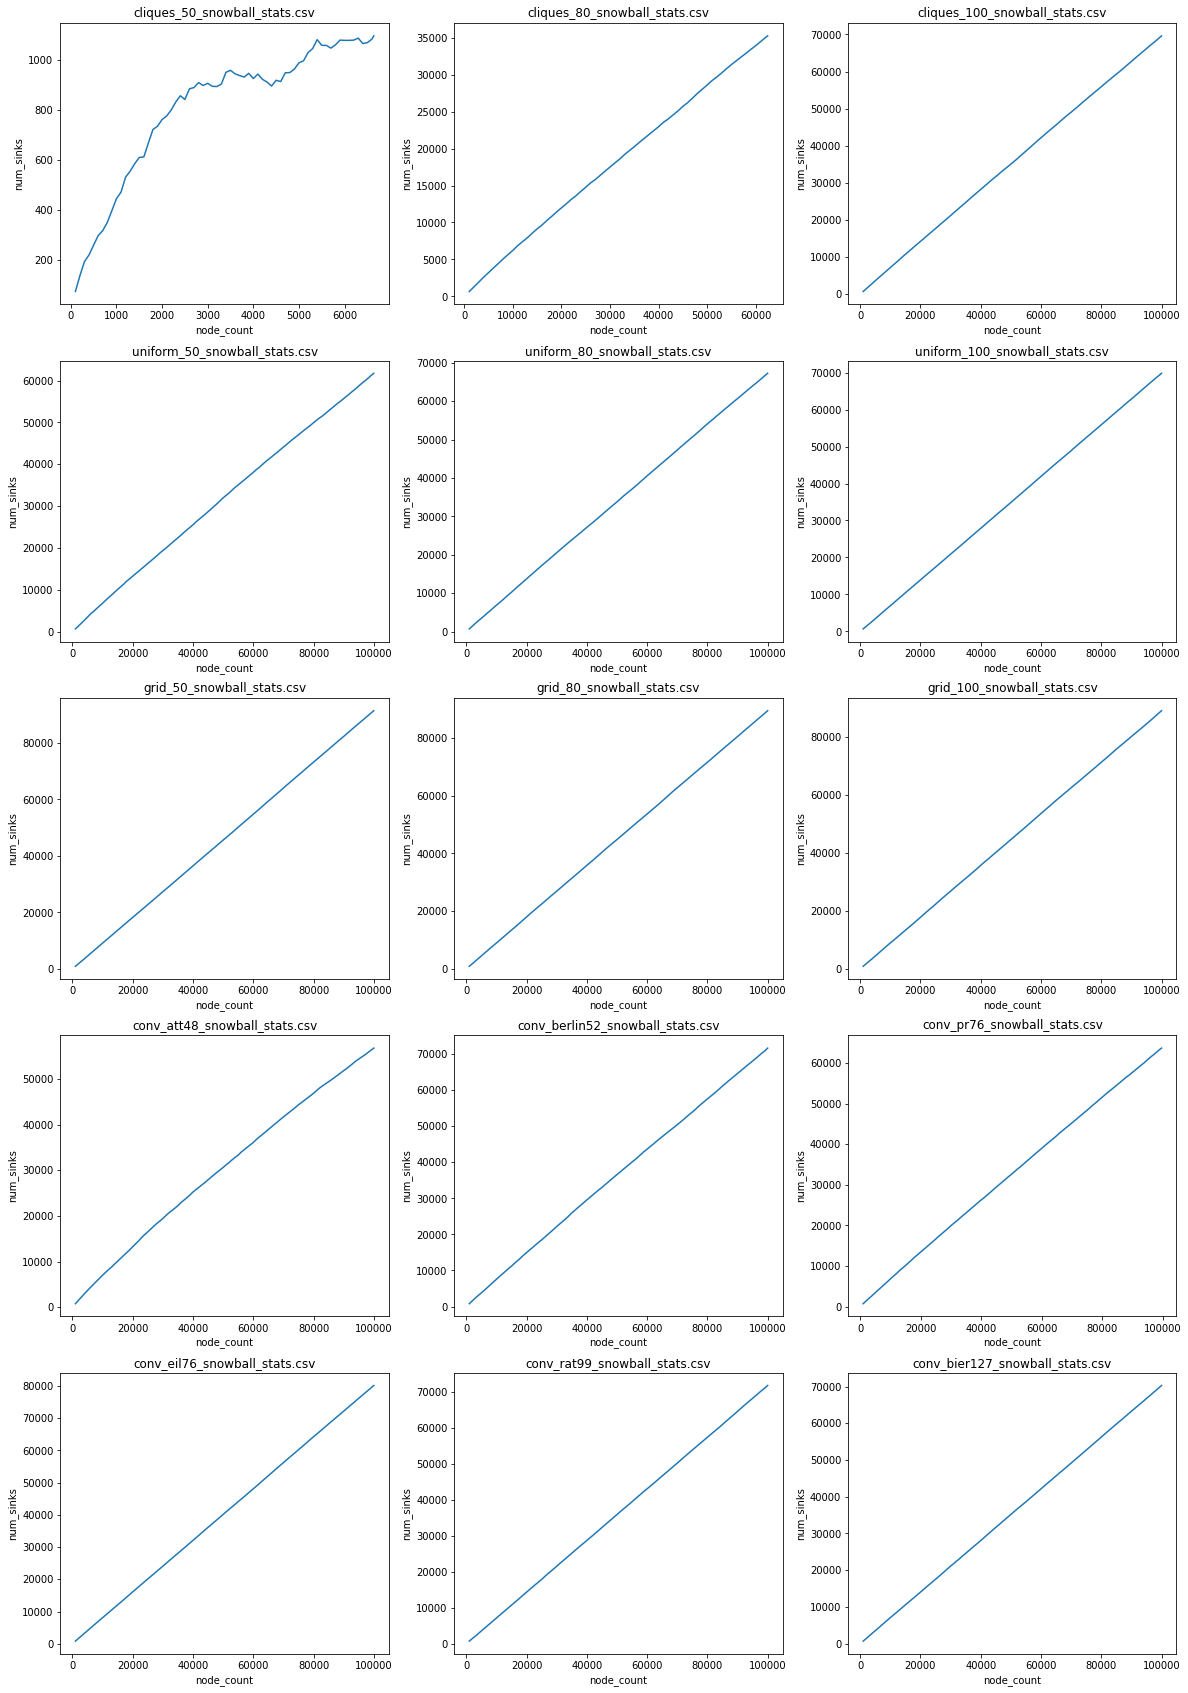 cliques_50_snowball_stats.csv
1000
800
600
400
200
num_sinks
0 1000 2000 3000 4000 5000 6000
node_count
cliques_80_snowball_stats.csv
35000
30000
25000
20000
15000
10000
5000
0
num_sinks
0 10000 20000 30000 40000 50000 60000
node_count
cliques_100_snowball_stats.csv
70000
60000
50000
40000
30000
20000
10000
0
num_sinks
0 20000 40000 60000 80000 100000
node_count
uniform_50_snowball_stats.csv
60000
50000
40000
30000
20000
10000
0
num_sinks
0 20000 40000 60000 80000 100000
node_count
uniform_80_snowball_stats.csv
70000
60000
50000
40000
30000
20000
10000
0
num_sinks
0 20000 40000 60000 80000 100000
node_count
uniform_100_snowball_stats.csv
70000
60000
50000
40000
30000
20000
10000
0
num_sinks
0 20000 40000 60000 80000 100000
node_count
grid_50_snowball_stats.csv
80000
60000
40000
20000
0
num_sinks
0 20000 40000 60000 80000 100000
node_count
grid_80_snowball_stats.csv
80000
60000
40000
20000
0
num_sinks
0 20000 40000 60000 80000 100000
node_count
grid_100_snowball_stats.csv
80000
60000
40000
20000
0
num_sinks
0 20000 40000 60000 80000 100000
node_count
conv_att48_snowball_stats.csv
50000
40000
30000
20000
10000
0
num_sinks
0 20000 40000 60000 80000 100000
node_count
conv_berlin52_snowball_stats.csv
70000
60000
50000
40000
30000
20000
10000
0
num_sinks
0 20000 40000 60000 80000 100000
node_count
conv_pr76_snowball_stats.csv
60000
50000
40000
30000
20000
10000
0
num_sinks
0 20000 40000 60000 80000 100000
node_count
conv_eil76_snowball_stats.csv
80000
70000
60000
50000
40000
30000
20000
10000
0
num_sinks
0 20000 40000 60000 80000 100000
node_count
conv_rat99_snowball_stats.csv
70000
60000
50000
40000
30000
20000
10000
0
num_sinks
0 20000 40000 60000 80000 100000
node_count
conv_bier127_snowball_stats.csv
70000
60000
50000
40000
30000
20000
10000
0
num_sinks
0 20000 40000 60000 80000 100000
node_count